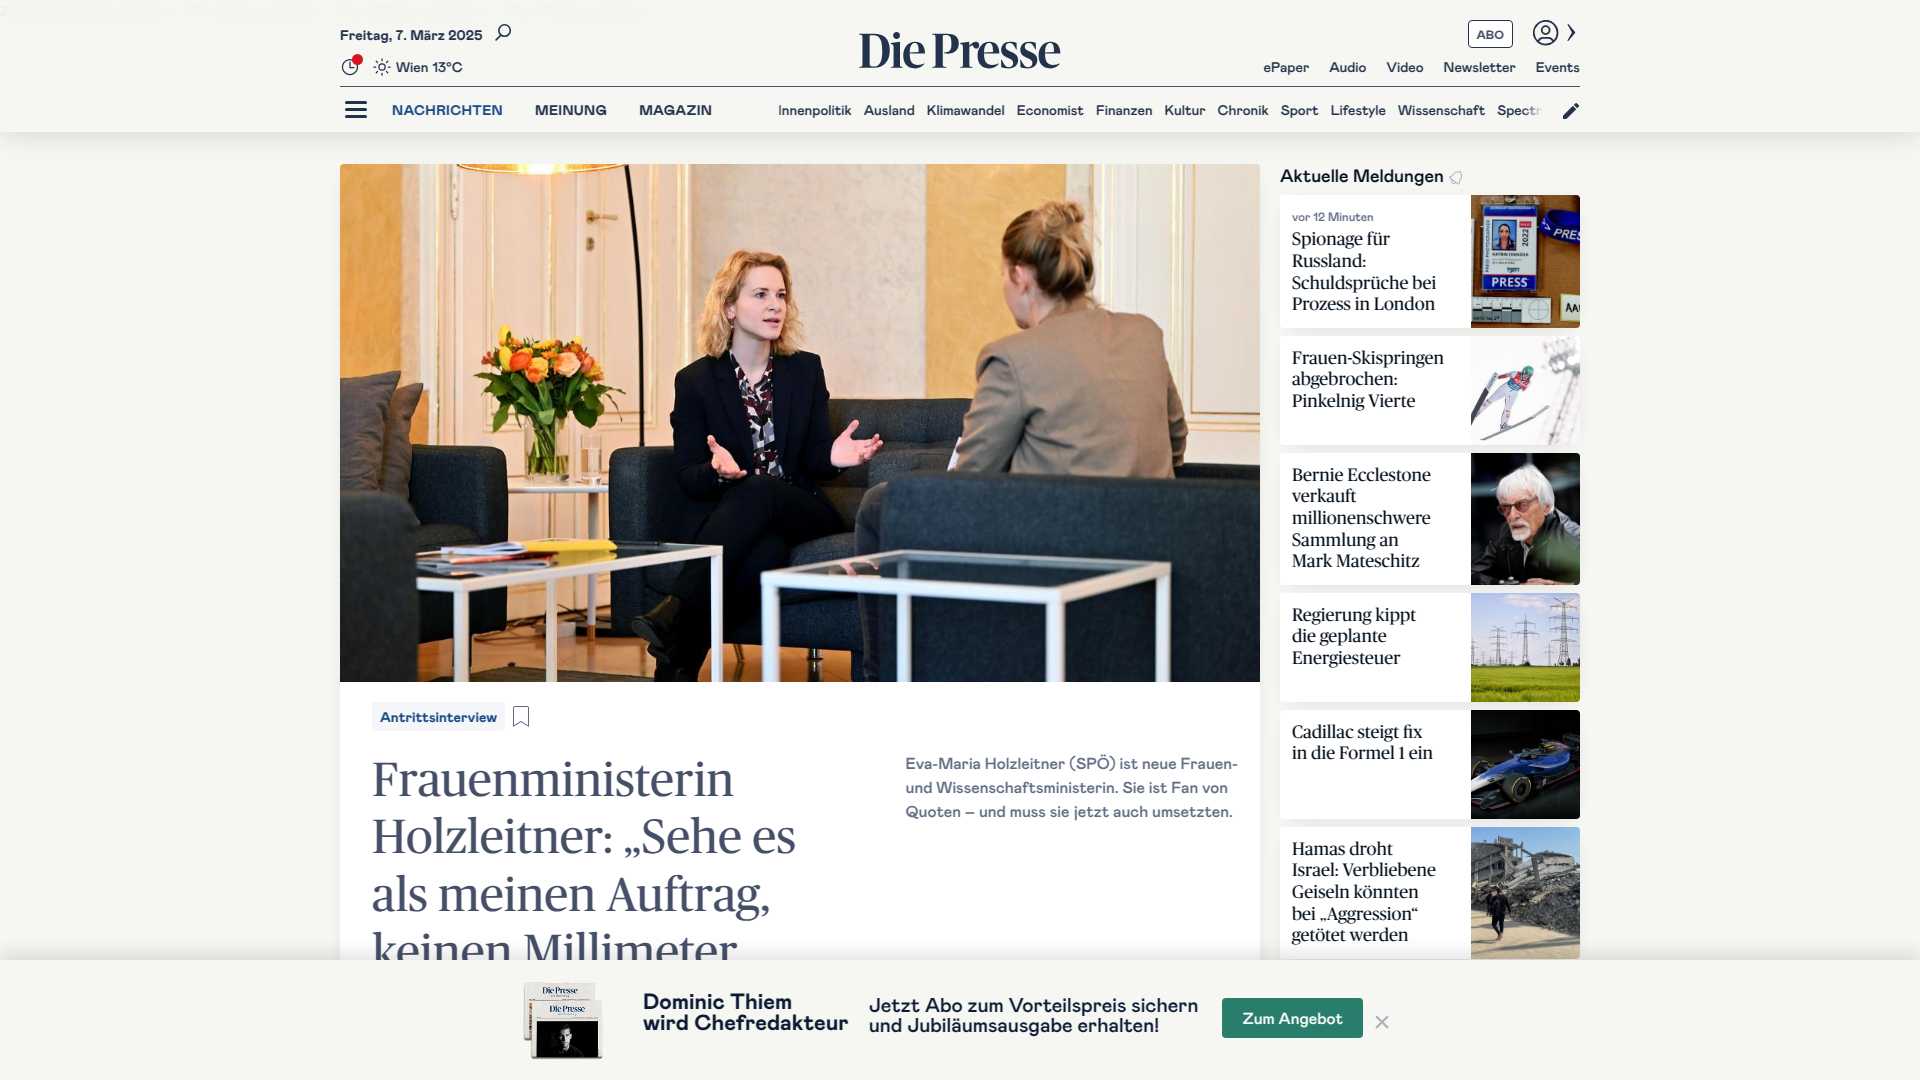 Freitag, 7. März 2025
Wien 13°C
Die Presse
ABO
ePaper Audio Video Newsletter Events
NACHRICHTEN MEINUNG MAGAZIN
Innenpolitik Ausland Klimawandel Economist Finanzen Kultur Chronik Sport Lifestyle Wissenschaft Spectr
Antrittsinterview
Frauenministerin
Holzleitner: „Sehe es
als meinen Auftrag,
keinen Millimeter
Eva-Maria Holzleitner (SPÖ) ist neue Frauen-
und Wissenschaftsministerin. Sie ist Fan von
Quoten – und muss sie jetzt auch umsetzten.
Aktuelle Meldungen
vor 12 Minuten
Spionage für
Russland:
Schuldsprüche bei
Prozess in London
2022
PRESS
PRES
Frauen-Skispringen
abgebrochen:
Pinkelnig Vierte
Bernie Ecclestone
verkauft
millionenschwere
Sammlung an
Mark Mateschitz
Regierung kippt
die geplante
Energiesteuer
Cadillac steigt fix
in die Formel 1 ein
Hamas droht
Israel: Verbliebene
Geiseln könnten
bei „Aggression“
getötet werden
Die Presse
Die Presse
Dominic Thiem
wird Chefredakteur
Jetzt Abo zum Vorteilspreis sichern
und Jubiläumsausgabe erhalten!
Zum Angebot